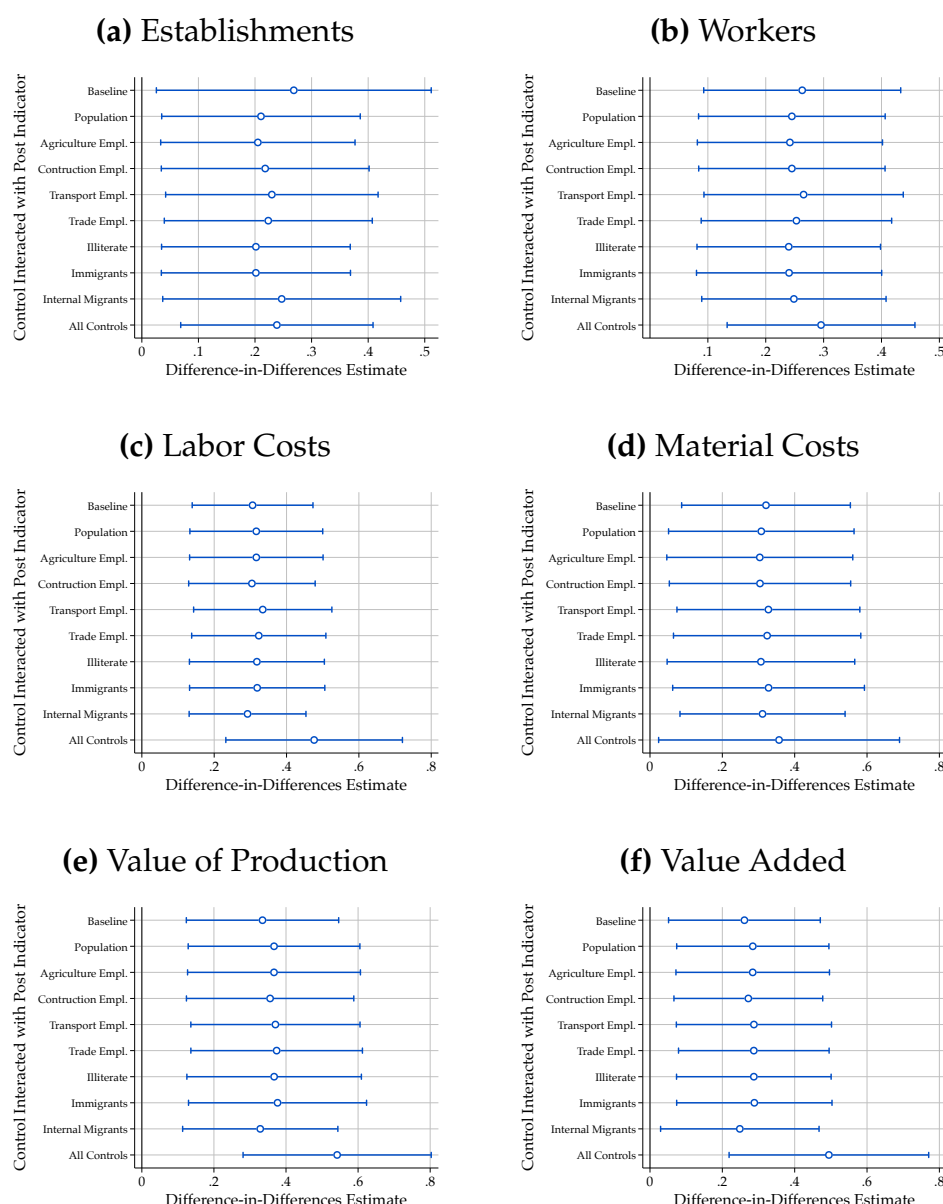 (a) Establishments
Control Interacted with Post Indicator
Baseline
Population
Agriculture Empl.
Contruction Empl.
Transport Empl.
Trade Empl.
Illiterate
Immigrants
Internal Migrants
All Controls
0 .1 .2 .3 .4 .5
Difference-in-Differences Estimate
(b) Workers
Control Interacted with Post Indicator
Baseline
Population
Agriculture Empl.
Contruction Empl.
Transport Empl.
Trade Empl.
Illiterate
Immigrants
Internal Migrants
All Controls
.1 .2 .3 .4 .5
Difference-in-Differences Estimate
(c) Labor Costs
Control Interacted with Post Indicator
Baseline
Population
Agriculture Empl.
Contruction Empl.
Transport Empl.
Trade Empl.
Illiterate
Immigrants
Internal Migrants
All Controls
0 .2 .4 .6 .8
Difference-in-Differences Estimate
(d) Material Costs
Control Interacted with Post Indicator
Baseline
Population
Agriculture Empl.
Contruction Empl.
Transport Empl.
Trade Empl.
Illiterate
Immigrants
Internal Migrants
All Controls
0 .2 .4 .6 .8
Difference-in-Differences Estimate
(e) Value of Production
Control Interacted with Post Indicator
Baseline
Population
Agriculture Empl.
Contruction Empl.
Transport Empl.
Trade Empl.
Illiterate
Immigrants
Internal Migrants
All Controls
0 .2 .4 .6 .8
Difference-in-Differences Estimate
(f) Value Added
Control Interacted with Post Indicator
Baseline
Population
Agriculture Empl.
Contruction Empl.
Transport Empl.
Trade Empl.
Illiterate
Immigrants
Internal Migrants
All Controls
0 .2 .4 .6 .8
Difference-in-Differences Estimate